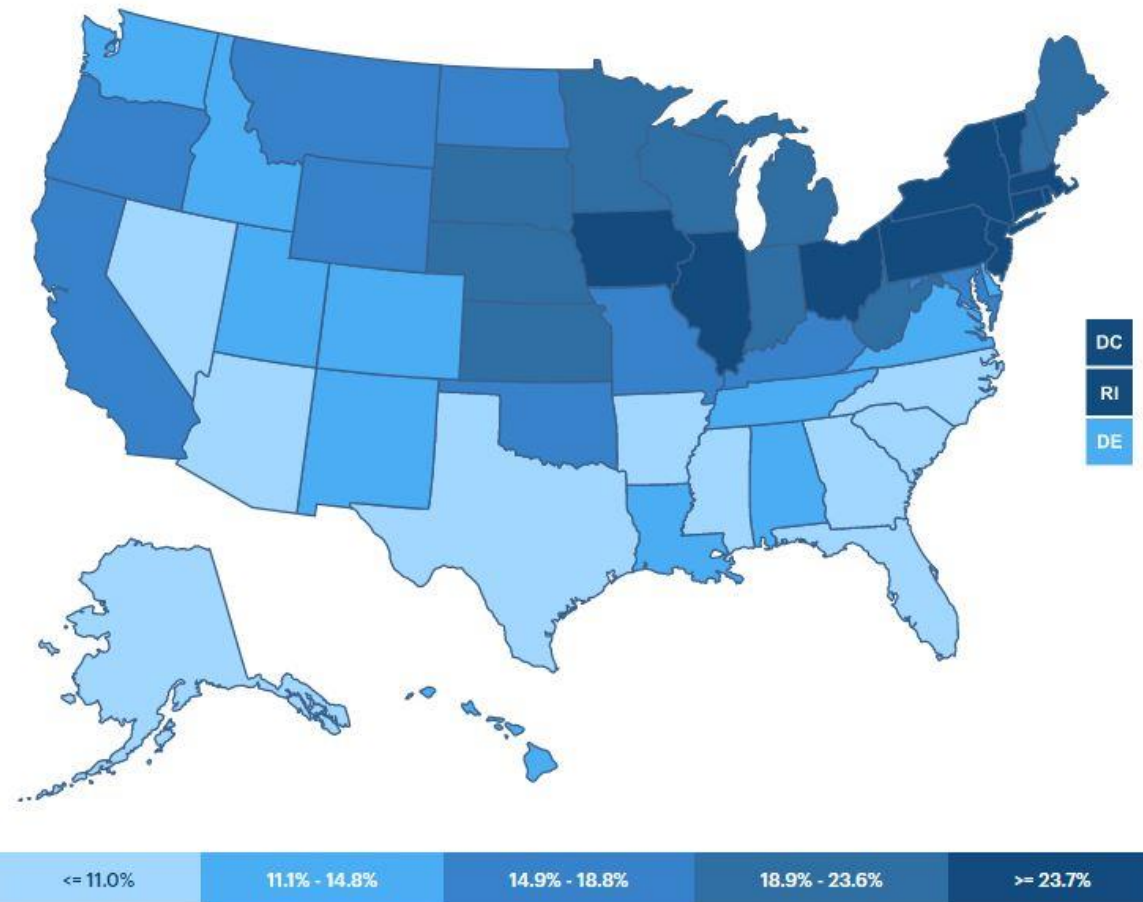 DC
RI
DE
<= 11.0% 11.1% - 14.8% 14.9% - 18.8% 18.9% - 23.6% >= 23.7%